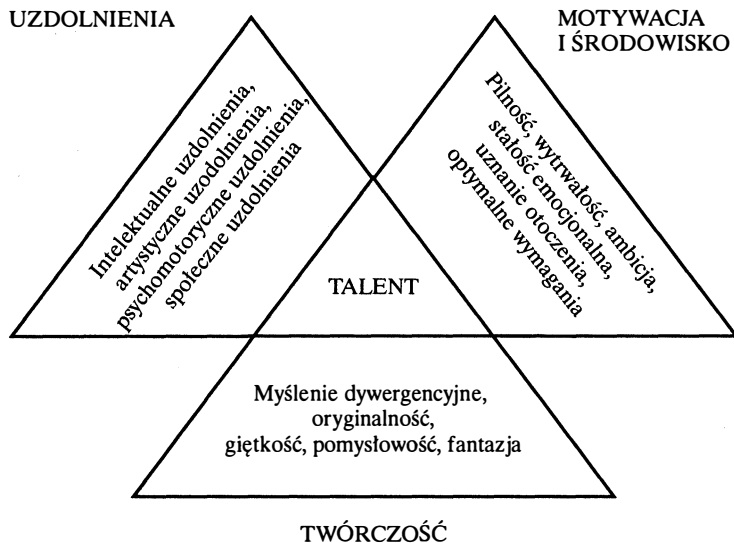 UZDOLNIENIA
Intelektualne uzdolnienia,
artystyczne uzodolnienia,
psychomotoryczne uzdolnienia,
społeczne uzdolnienia
MOTYWACJA
I ŚRODOWISKO
Pilność, wytrwałość, ambicja,
stałość emocjonalna,
uznanie otoczenia,
optymalne wymagania
TALENT
Myślenie dywergencyjne,
oryginalność,
giętkość, pomysłowość, fantazja
TWÓRCZOŚĆ